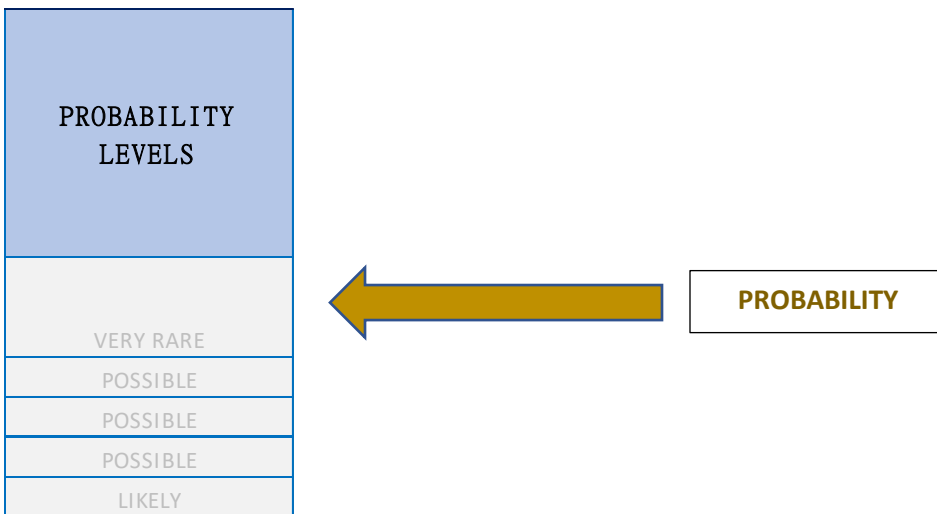 PROBABILITY
LEVELS
VERY RARE
PROBABILITY
POSSIBLE
POSSIBLE
POSSIBLE
LIKELY